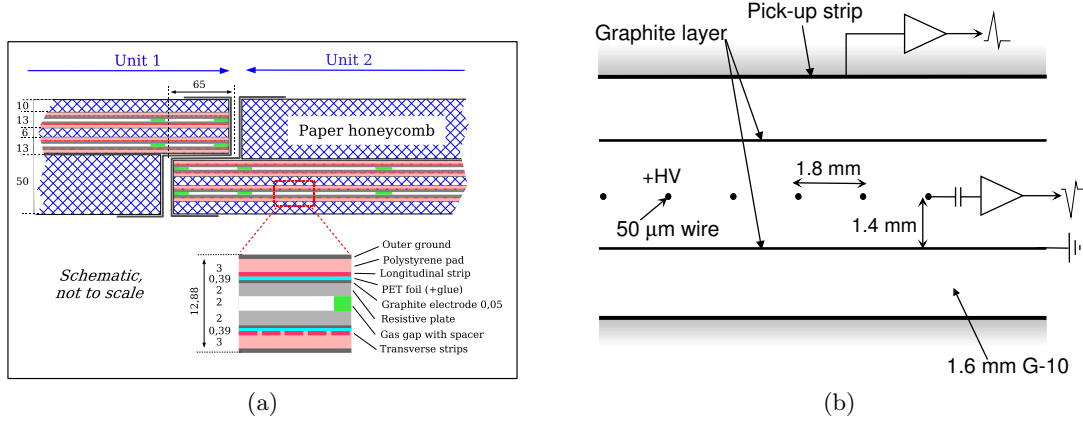 Unit 1
Unit 2
65
10
13
6
13
50
Paper honeycomb
Schematic,
not to scale
12,88
3
0,39
2
2
2
0,39
3
Outer ground
Polystyrene pad
Longitudinal strip
PET foil (+glue)
Graphite electrode 0,05
Resistive plate
Gas gap with spacer
Transverse strips
(a)
Pick-up strip
Graphite layer
1.8 mm
+HV
50 µm wire
1.4 mm
1.6 mm G-10
(b)